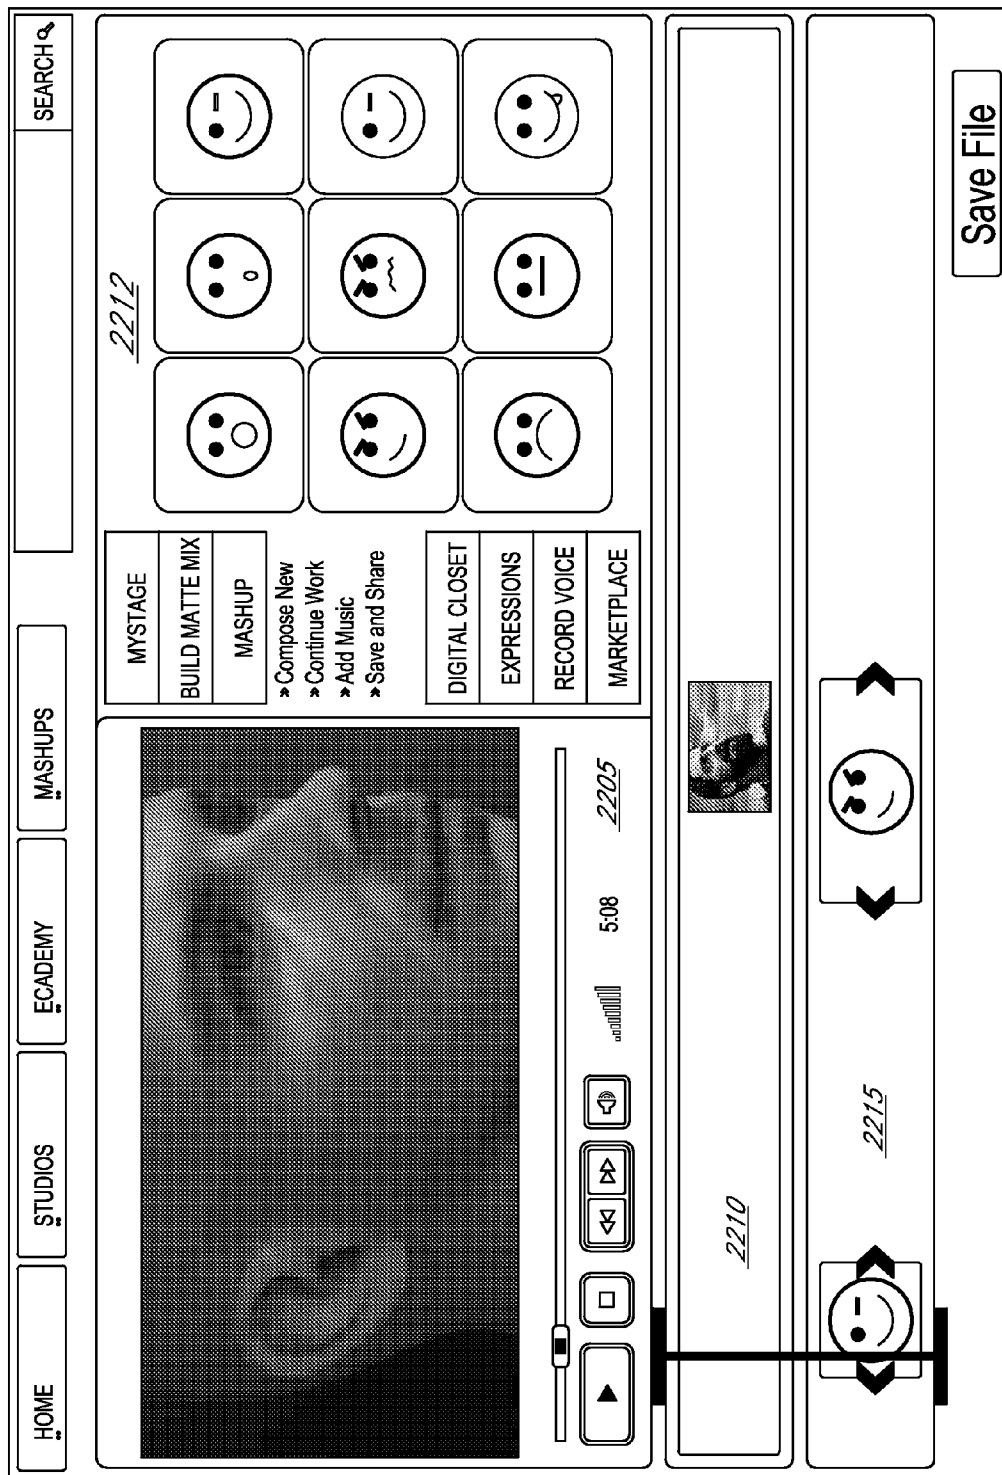 HOME
STUDIOS
ECADEMY
MASHUPS
SEARCH
MYSTAGE
BUILD MATTE MIX
MASHUP
» Compose New
» Continue Work
» Add Music
» Save and Share
DIGITAL CLOSET
EXPRESSIONS
RECORD VOICE
MARKETPLACE
2212
5:08
2205
2210
2215
Save File